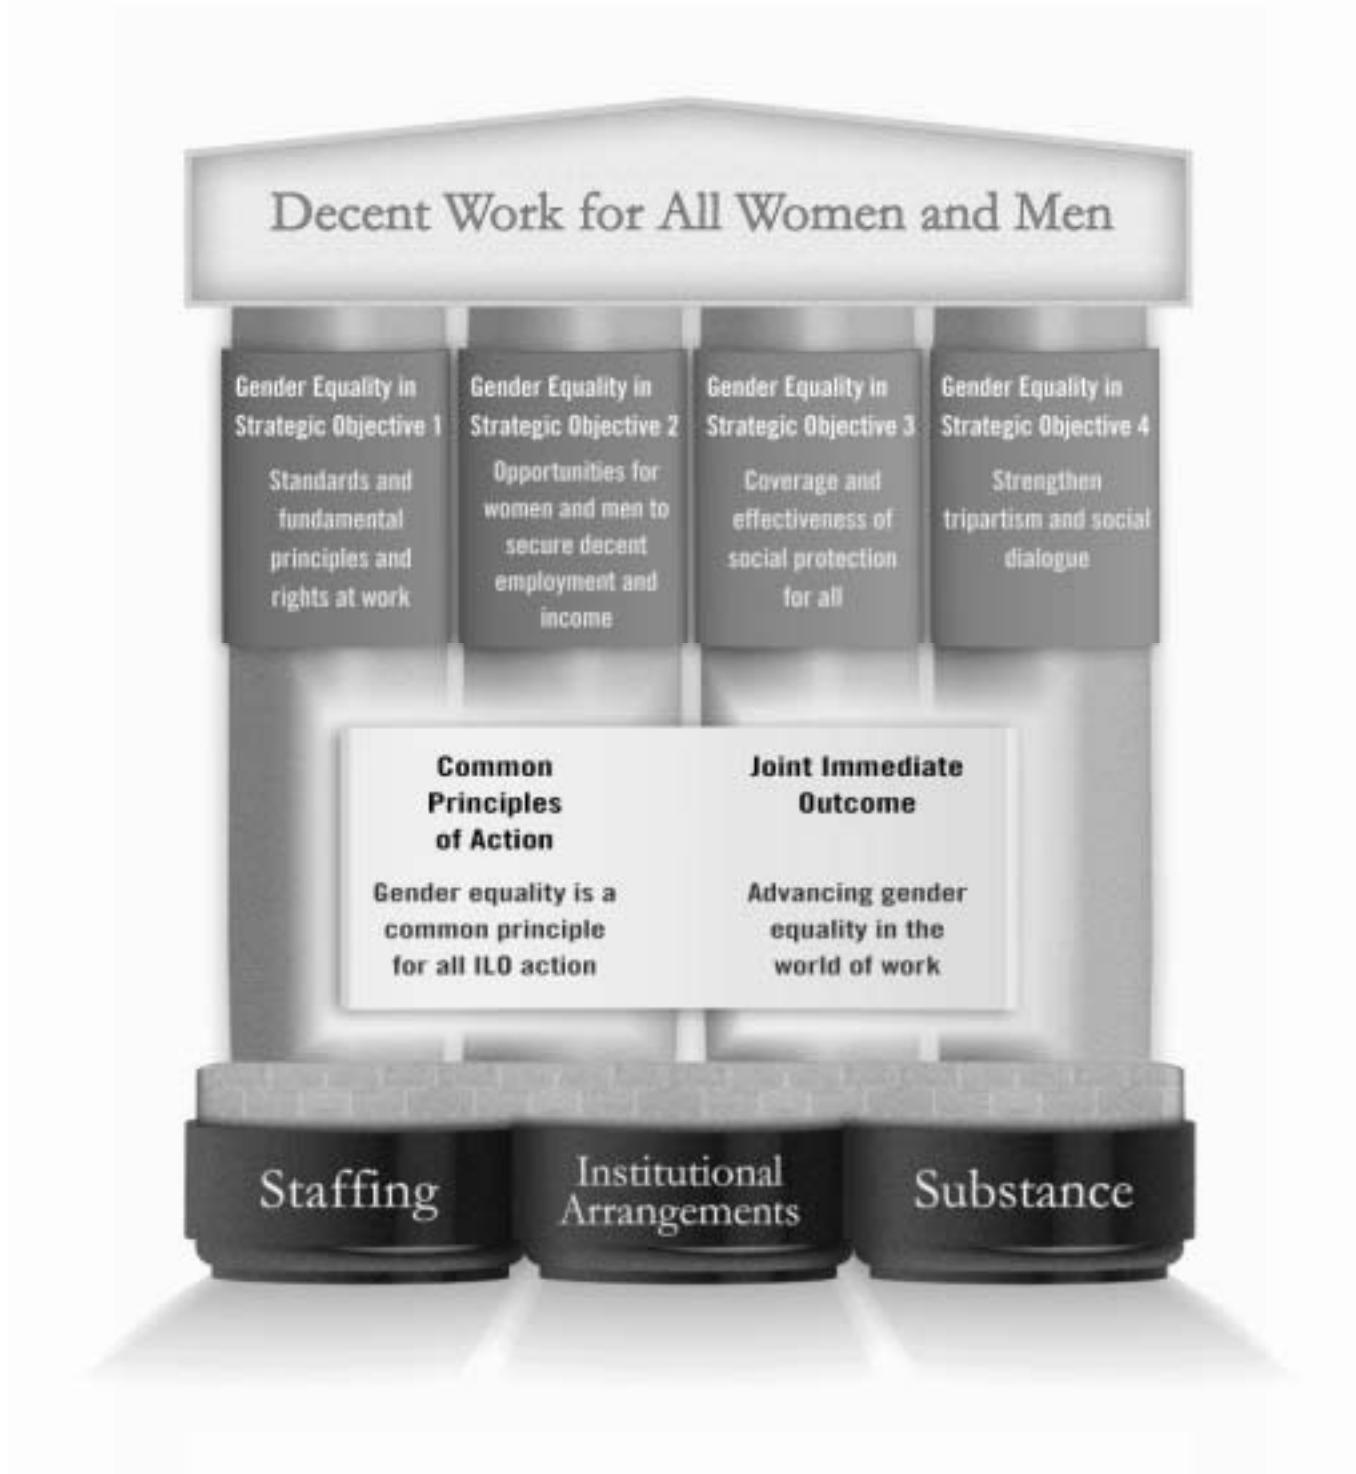 Decent Work for All Women and Men
Gender Equality in
Strategic Objective 1
Standards and
fundamental
principles and
rights at work
Gender Equality in
Strategic Objective 2
Opportunities for
women and men to
secure decent
employment and
income
Gender Equality in
Strategic Objective 3
Coverage and
effectiveness of
social protection
for all
Gender Equality in
Strategic Objective 4
Strengthen
tripartism and social
dialogue
Common
Principles
of Action
Gender equality is a
common principle
for all ILO action
Joint Immediate
Outcome
Advancing gender
equality in the
world of work
Staffing
Institutional
Arrangements
Substance